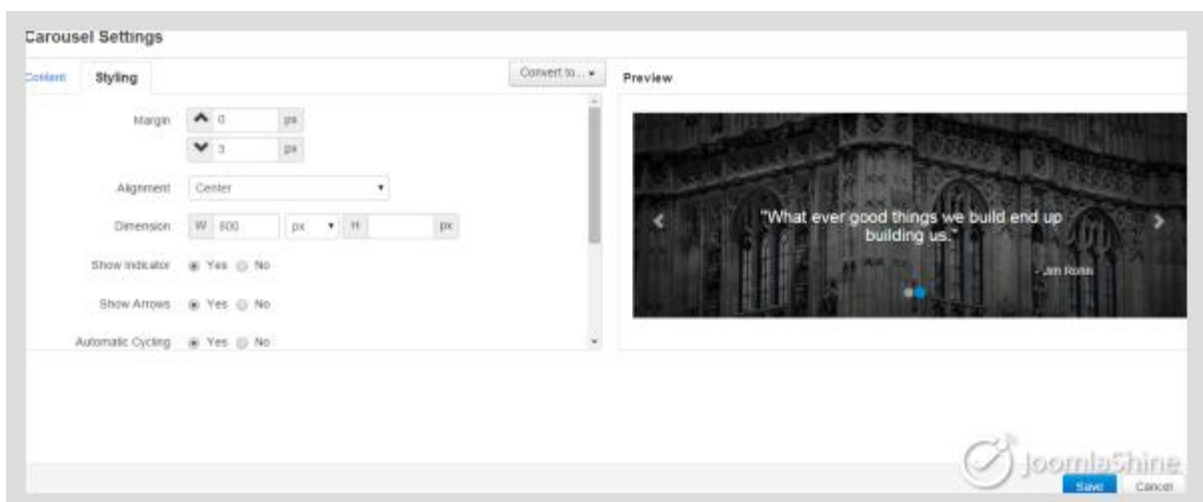 Carousel Settings
Content Styling Convert to...
Preview
Margin 0 px
3 px
Alignment Center
Dimension W 800 px H px
Show Indicator Yes No
Show Arrows Yes No
Automatic Cycling Yes No
"What ever good things we build end up
building us."
- Jim Rohn
JoomlaShine
Save Cancel